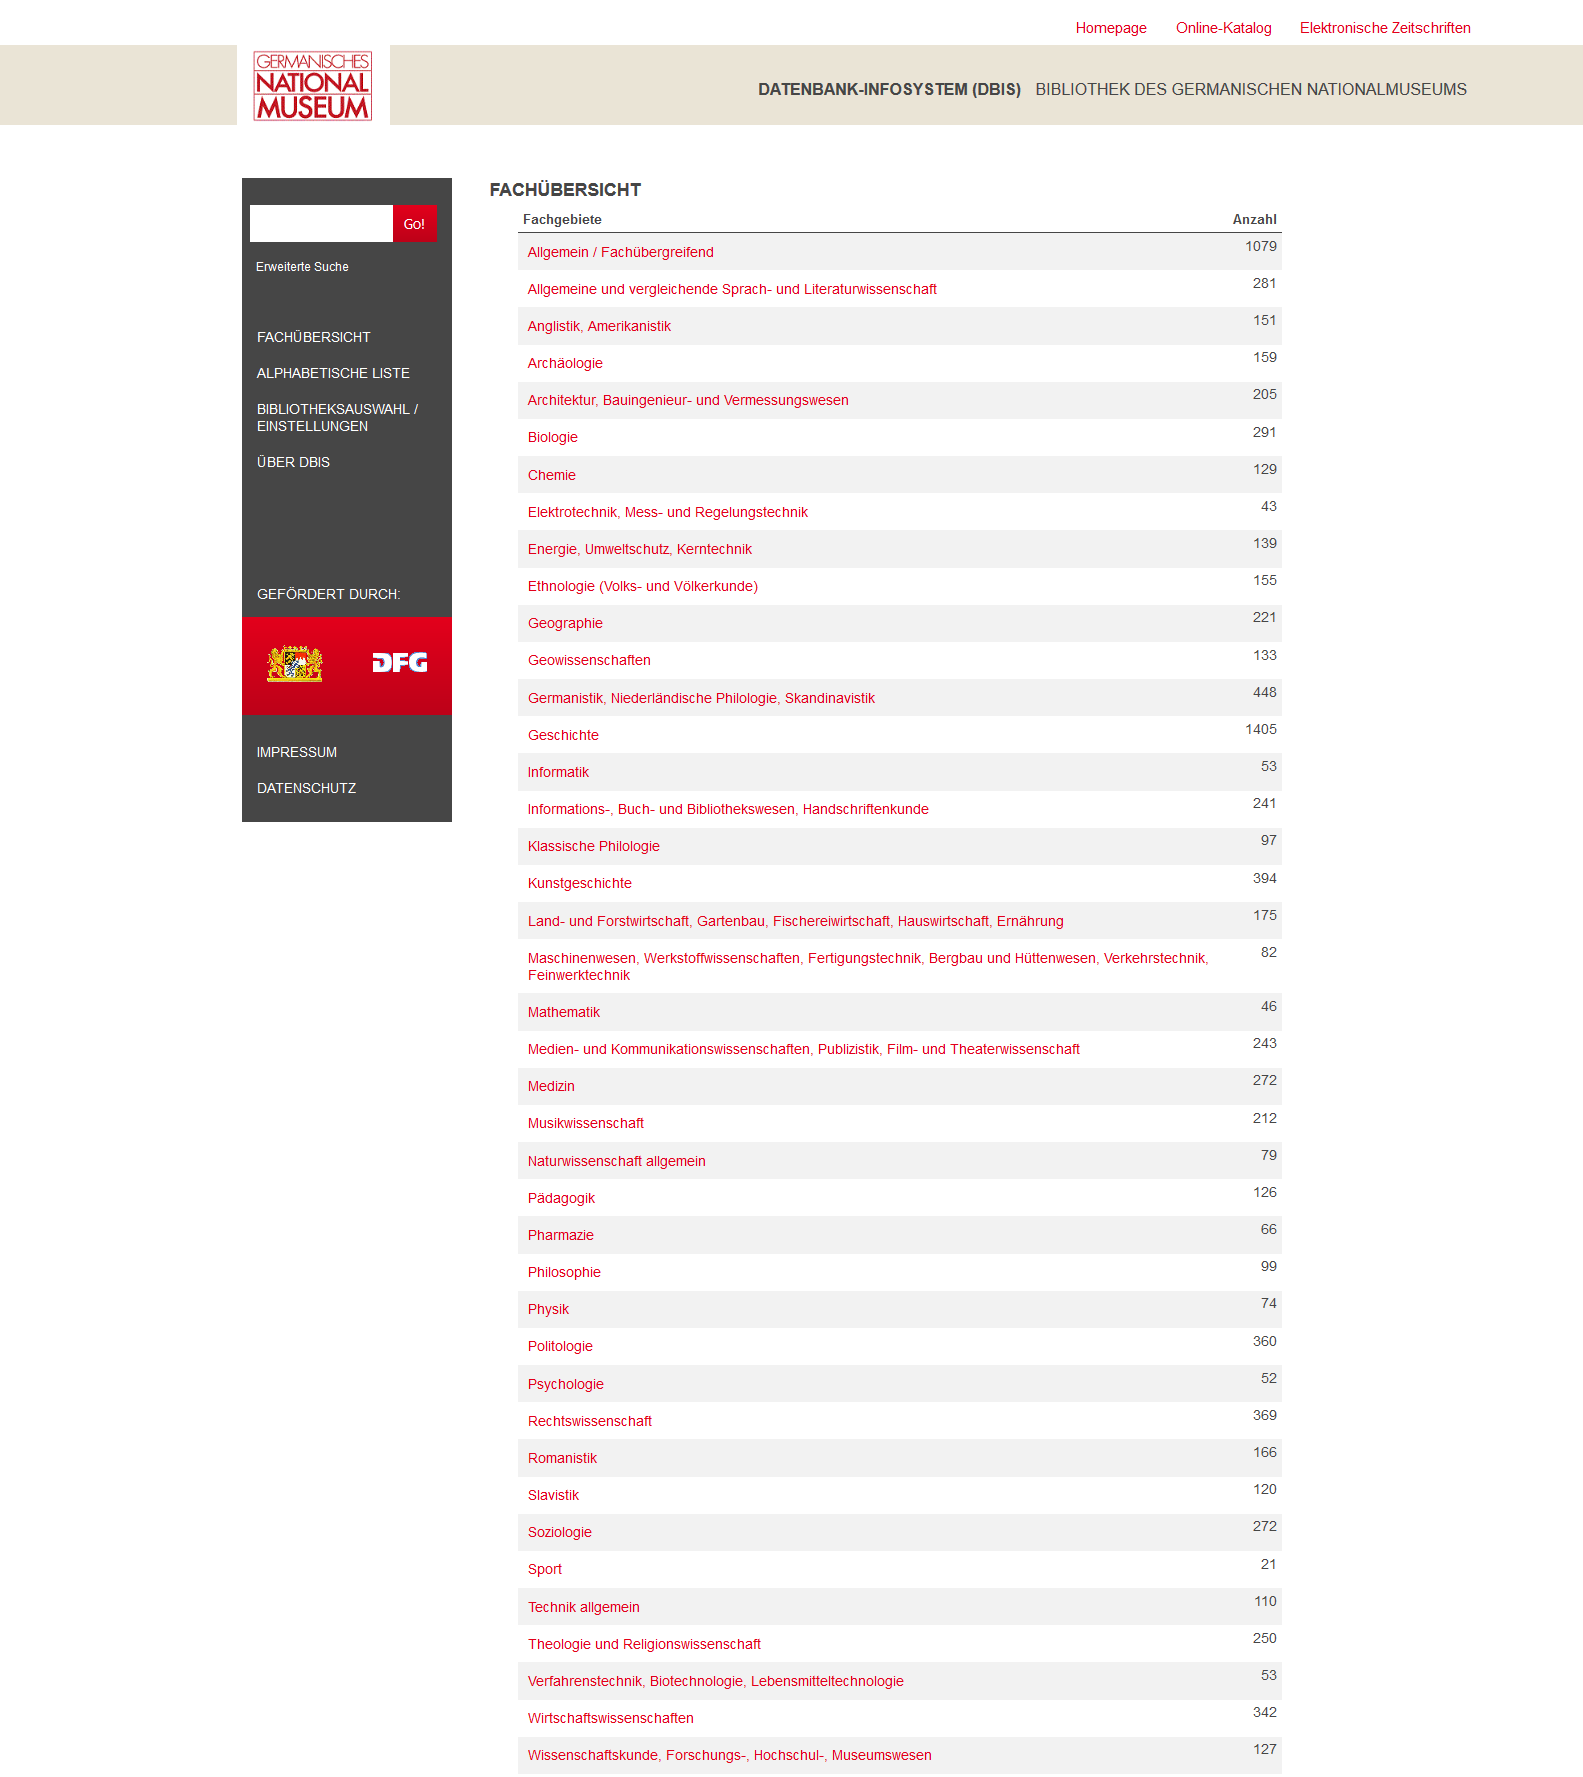 Homepage Online-Katalog Elektronische Zeitschriften
GERMANISCHES
NATIONAL
MUSEUM
DATENBANK-INFOSYSTEM (DBIS) BIBLIOTHEK DES GERMANISCHEN NATIONALMUSEUMS
Go!
Erweiterte Suche
FACHÜBERSICHT
ALPHABETISCHE LISTE
BIBLIOTHEKSAUSWAHL /
EINSTELLUNGEN
ÜBER DBIS
GEFÖRDERT DURCH:
DFG
IMPRESSUM
DATENSCHUTZ
FACHÜBERSICHT
Fachgebiete Anzahl
Allgemein / Fachübergreifend 1079
Allgemeine und vergleichende Sprach- und Literaturwissenschaft 281
Anglistik, Amerikanistik 151
Archäologie 159
Architektur, Bauingenieur- und Vermessungswesen 205
Biologie 291
Chemie 129
Elektrotechnik, Mess- und Regelungstechnik 43
Energie, Umweltschutz, Kerntechnik 139
Ethnologie (Volks- und Völkerkunde) 155
Geographie 221
Geowissenschaften 133
Germanistik, Niederländische Philologie, Skandinavistik 448
Geschichte 1405
Informatik 53
Informations-, Buch- und Bibliothekswesen, Handschriftenkunde 241
Klassische Philologie 97
Kunstgeschichte 394
Land- und Forstwirtschaft, Gartenbau, Fischereiwirtschaft, Hauswirtschaft, Ernährung 175
Maschinenwesen, Werkstoffwissenschaften, Fertigungstechnik, Bergbau und Hüttenwesen, Verkehrstechnik, 82
Feinwerktechnik
Mathematik 46
Medien- und Kommunikationswissenschaften, Publizistik, Film- und Theaterwissenschaft 243
Medizin 272
Musikwissenschaft 212
Naturwissenschaft allgemein 79
Pädagogik 126
Pharmazie 66
Philosophie 99
Physik 74
Politologie 360
Psychologie 52
Rechtswissenschaft 369
Romanistik 166
Slavistik 120
Soziologie 272
Sport 21
Technik allgemein 110
Theologie und Religionswissenschaft 250
Verfahrenstechnik, Biotechnologie, Lebensmitteltechnologie 53
Wirtschaftswissenschaften 342
Wissenschaftskunde, Forschungs-, Hochschul-, Museumswesen 127